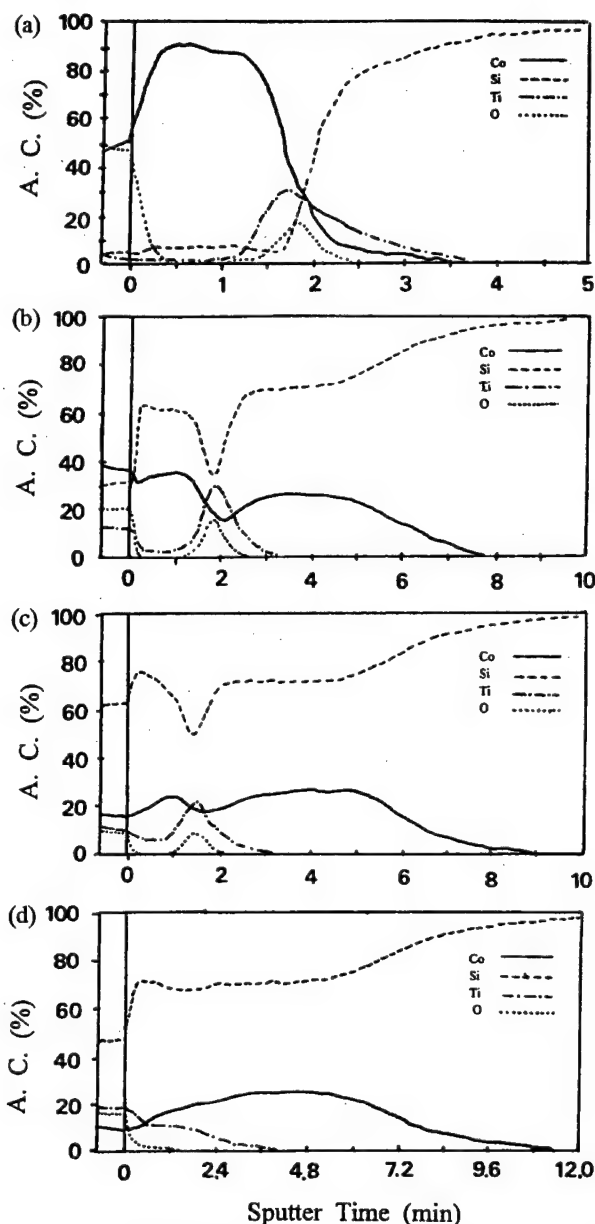 (a)
A. C. (%)
100
80
60
40
20
0
Co
Si
Ti
O
0 1 2 3 4 5
(b)
A. C. (%)
100
80
60
40
20
0
Co
Si
Ti
O
0 2 4 6 8 10
(c)
A. C. (%)
100
80
60
40
20
0
Co
Si
Ti
O
0 2 4 6 8 10
(d)
A. C. (%)
100
80
60
40
20
0
Co
Si
Ti
O
0 2.4 4.8 7.2 9.6 12.0
Sputter Time (min)